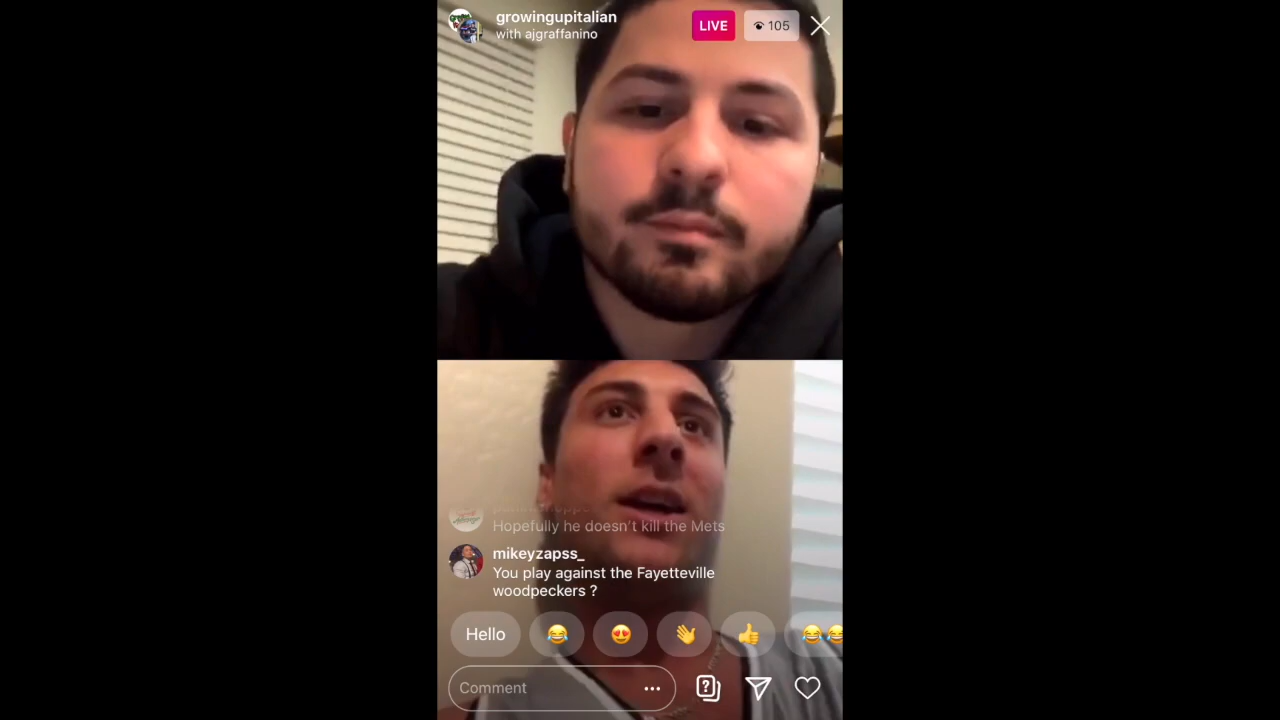 growingupitalian
with ajgraffanino
LIVE
105
Hopefully he doesn't kill the Mets
mikeyzapss_
You play against the Fayetteville
woodpeckers ?
Hello
Comment